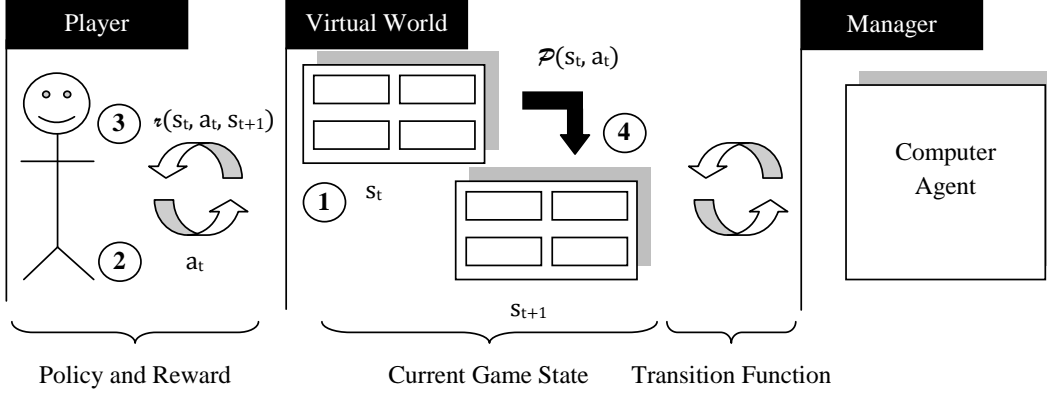 Player
Virtual World
Manager
𝓟(sₜ, aₜ)
3
𝓇(sₜ, aₜ, sₜ₊₁)
4
Computer
Agent
1
sₜ
2
aₜ
sₜ₊₁
Policy and Reward
Current Game State
Transition Function